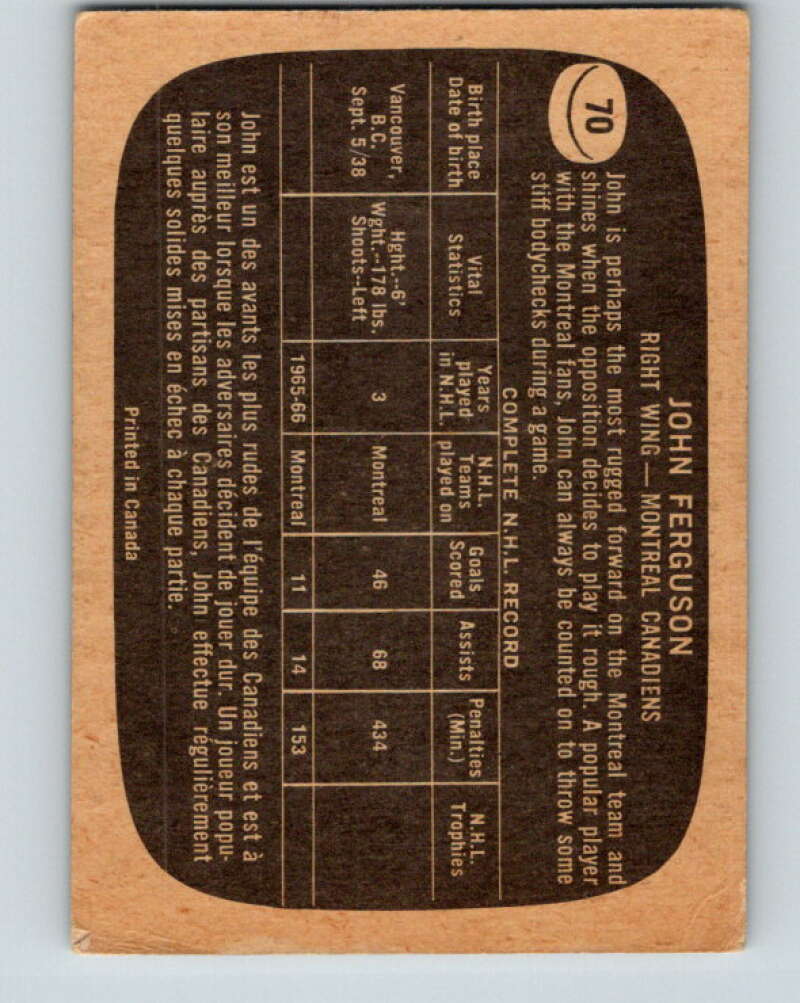 JOHN FERGUSON
RIGHT WING — MONTREAL CANADIENS
70
John is perhaps the most rugged forward on the Montreal team and
shines when the opposition decides to play it rough. A popular player
with the Montreal fans, John can always be counted on to throw some
stiff bodychecks during a game.
COMPLETE N.H.L. RECORD
Birth place Date of birth | Vital Statistics | Years played in N.H.L. | N.H.L. Teams played on | Goals Scored | Assists | Penalties (Min.) | N.H.L. Trophies
Vancouver, B.C. Sept. 5/38 | Hght.--6' Wght.--178 lbs. Shoots--Left | 3 | Montreal | 46 | 68 | 434
1965-66 | Montreal | 11 | 14 | 153
John est un des avants les plus rudes de l'équipe des Canadiens et est à
son meilleur lorsque les adversaires décident de jouer dur. Un joueur popu-
laire auprès des partisans des Canadiens, John effectue régulièrement
quelques solides mises en échec à chaque partie.
Printed in Canada